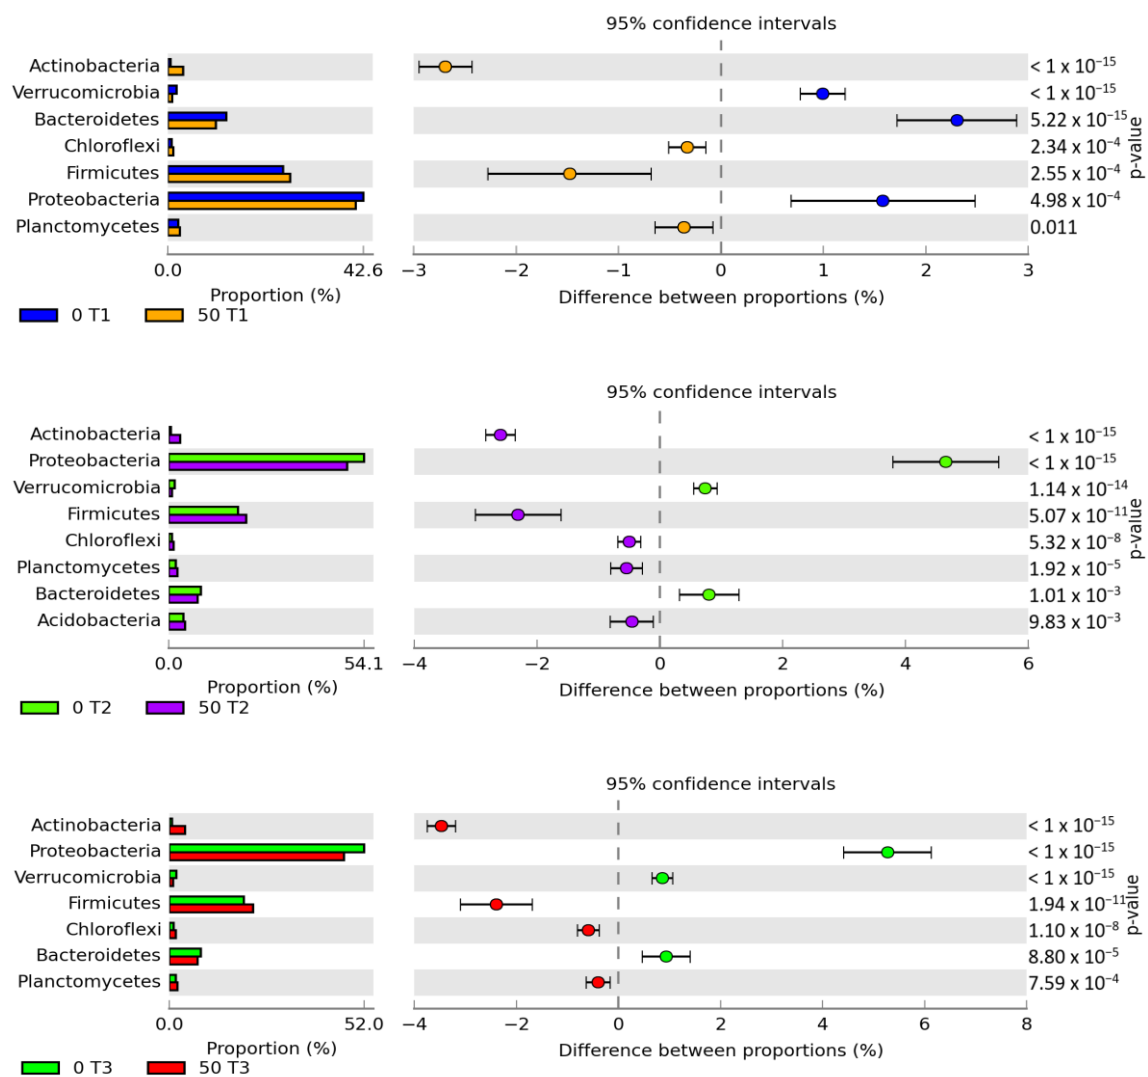 95% confidence intervals
Actinobacteria < 1 x 10⁻¹⁵
Verrucomicrobia < 1 x 10⁻¹⁵
Bacteroidetes 5.22 x 10⁻¹⁵
Chloroflexi 2.34 x 10⁻⁴
Firmicutes 2.55 x 10⁻⁴
Proteobacteria 4.98 x 10⁻⁴
Planctomycetes 0.011
p-value
0.0 42.6 −3 −2 −1 0 1 2 3
Proportion (%) Difference between proportions (%)
0 T1 50 T1
95% confidence intervals
Actinobacteria < 1 x 10⁻¹⁵
Proteobacteria < 1 x 10⁻¹⁵
Verrucomicrobia 1.14 x 10⁻¹⁴
Firmicutes 5.07 x 10⁻¹¹
Chloroflexi 5.32 x 10⁻⁸
Planctomycetes 1.92 x 10⁻⁵
Bacteroidetes 1.01 x 10⁻³
Acidobacteria 9.83 x 10⁻³
p-value
0.0 54.1 −4 −2 0 2 4 6
Proportion (%) Difference between proportions (%)
0 T2 50 T2
95% confidence intervals
Actinobacteria < 1 x 10⁻¹⁵
Proteobacteria < 1 x 10⁻¹⁵
Verrucomicrobia < 1 x 10⁻¹⁵
Firmicutes 1.94 x 10⁻¹¹
Chloroflexi 1.10 x 10⁻⁸
Bacteroidetes 8.80 x 10⁻⁵
Planctomycetes 7.59 x 10⁻⁴
p-value
0.0 52.0 −4 −2 0 2 4 6 8
Proportion (%) Difference between proportions (%)
0 T3 50 T3